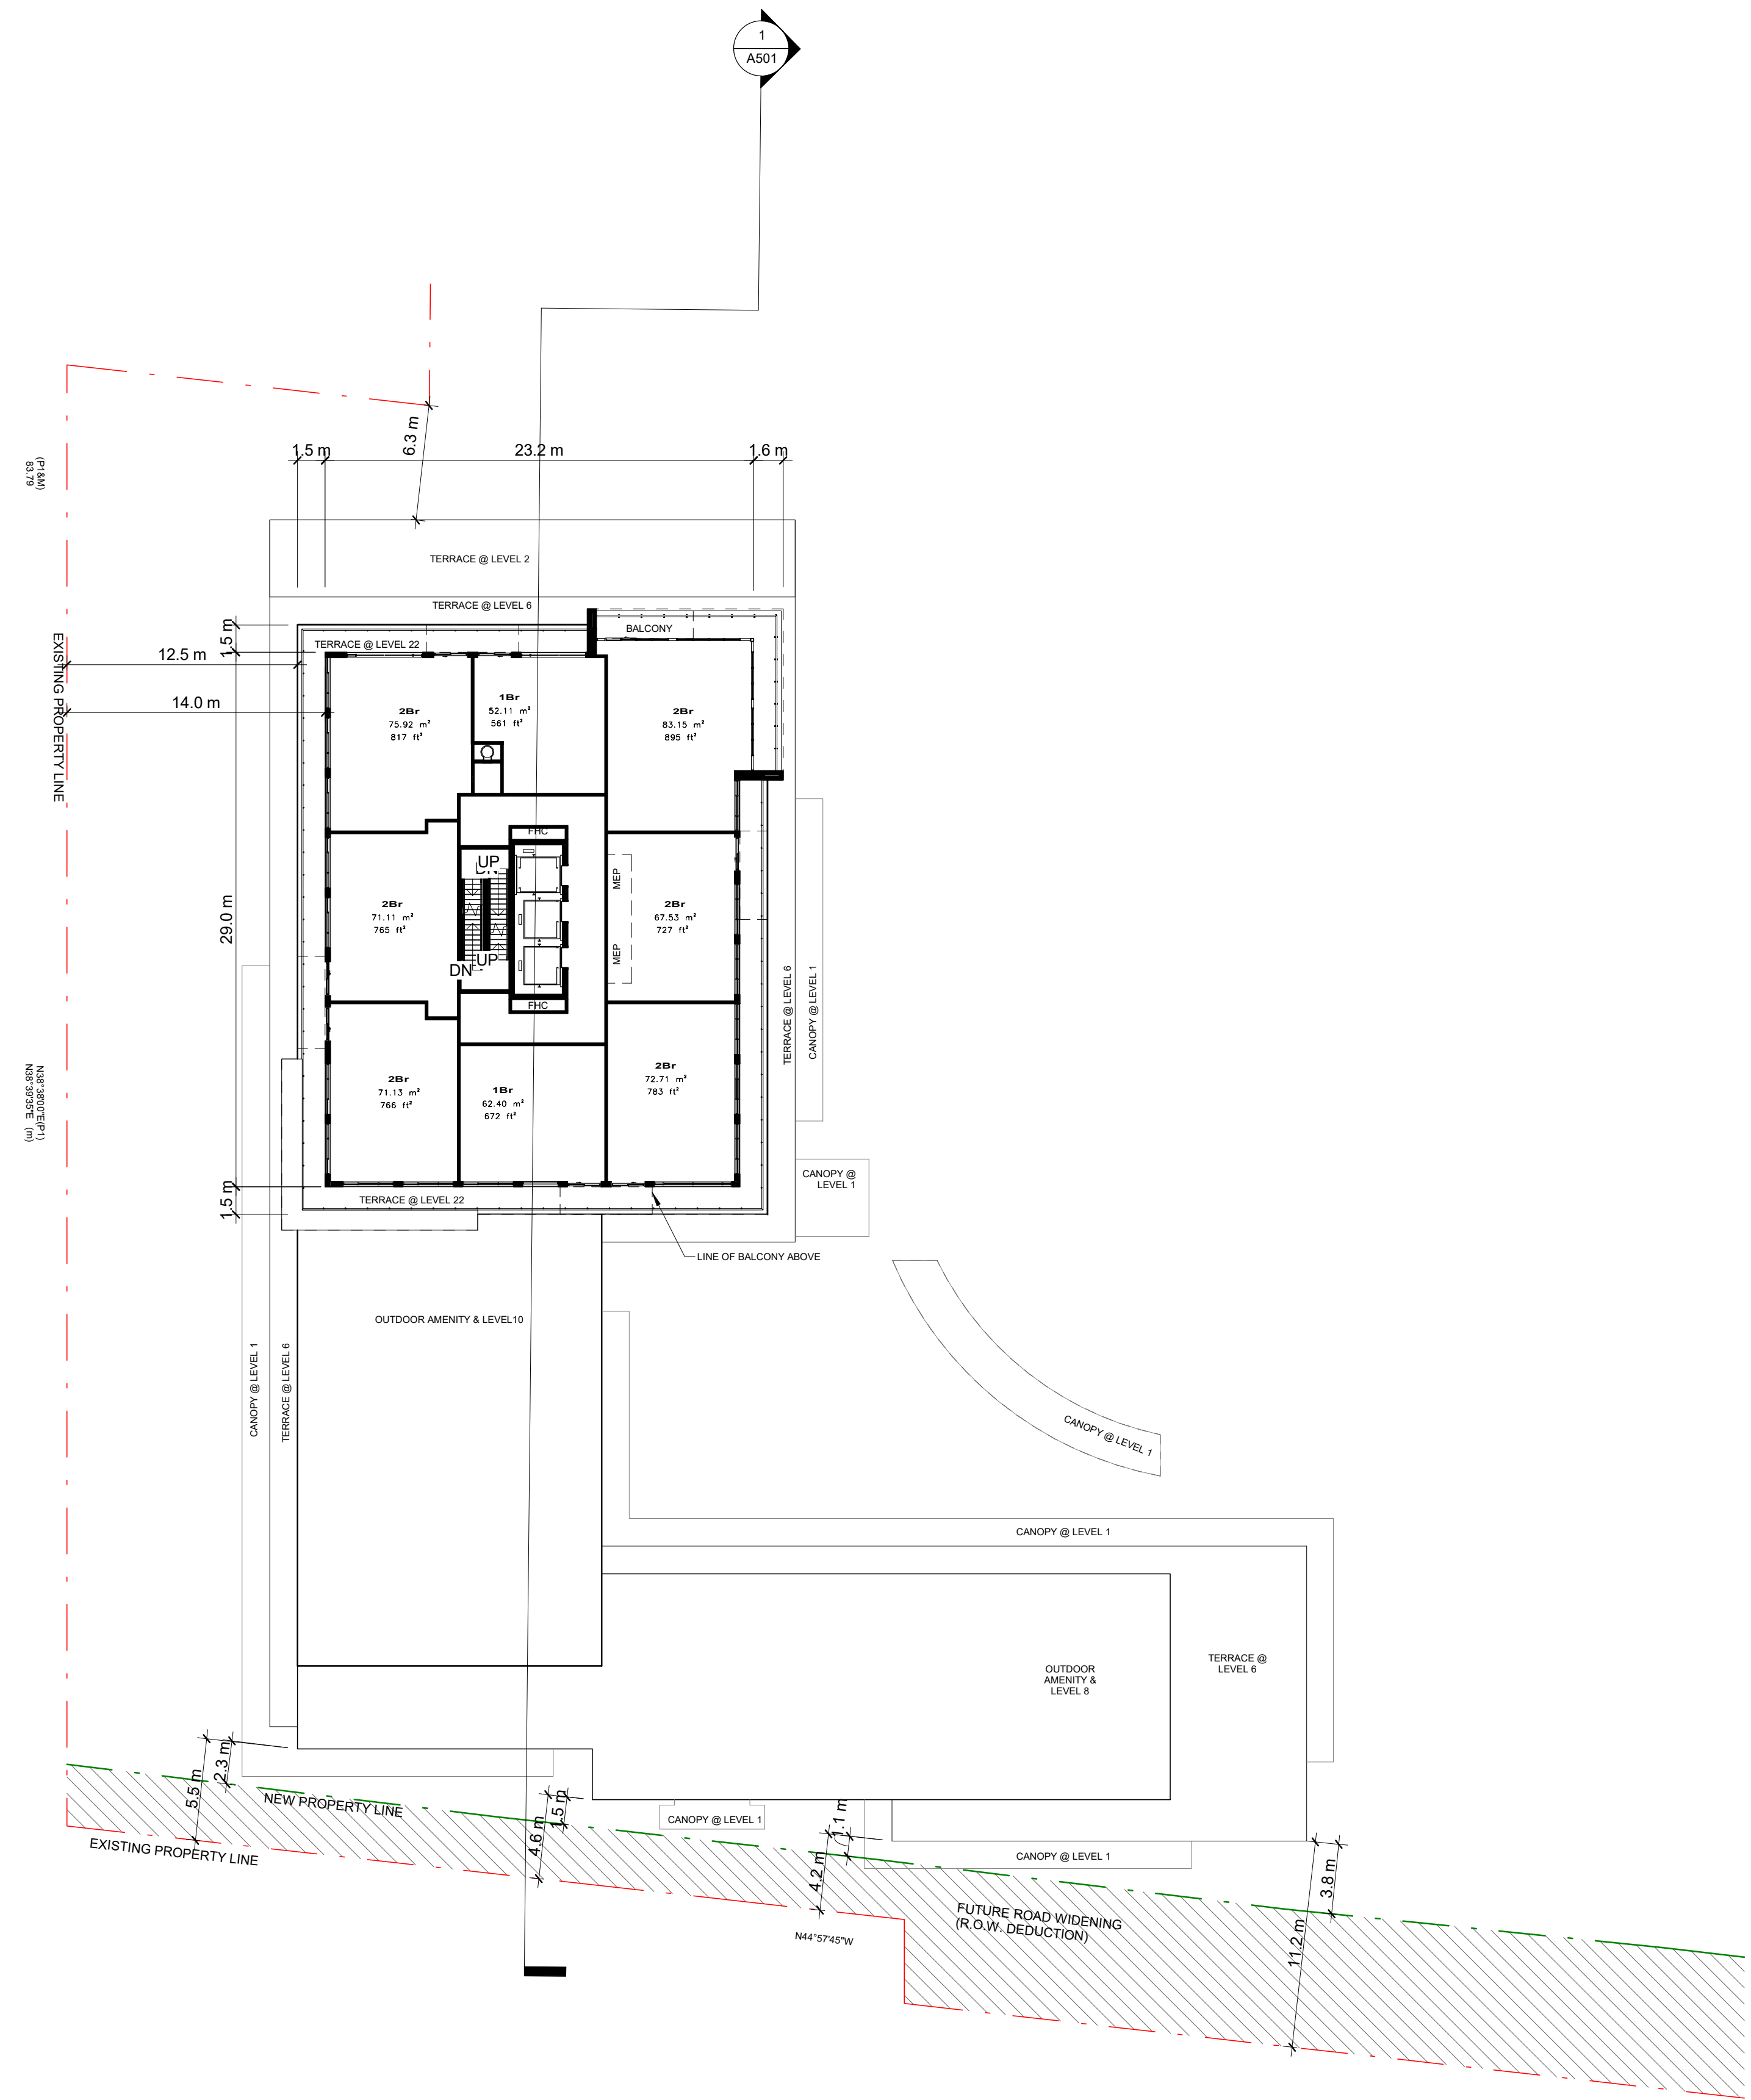 1
A501
6.3 m
1.5 m
23.2 m
1.6 m
(P1&M)
83.79
TERRACE @ LEVEL 2
TERRACE @ LEVEL 6
BALCONY
1.5 m
TERRACE @ LEVEL 22
12.5 m
EXISTING PROPERTY LINE
14.0 m
2Br
75.92 m²
817 ft²
1Br
52.11 m²
561 ft²
2Br
83.15 m²
895 ft²
FHC
UP
DN
MEP
29.0 m
2Br
71.11 m²
765 ft²
2Br
67.53 m²
727 ft²
MEP
UP
DN
FHC
TERRACE @ LEVEL 6
CANOPY @ LEVEL 1
N38°38'00"E(P1)
N38°39'35"E (m)
2Br
71.13 m²
766 ft²
1Br
62.40 m²
672 ft²
2Br
72.71 m²
783 ft²
CANOPY @
LEVEL 1
1.5 m
TERRACE @ LEVEL 22
LINE OF BALCONY ABOVE
OUTDOOR AMENITY & LEVEL10
CANOPY @ LEVEL 1
TERRACE @ LEVEL 6
CANOPY @ LEVEL 1
CANOPY @ LEVEL 1
OUTDOOR
AMENITY &
LEVEL 8
TERRACE @
LEVEL 6
5.5 m
2.3 m
NEW PROPERTY LINE
EXISTING PROPERTY LINE
4.6 m
1.5 m
CANOPY @ LEVEL 1
4.2 m
1.1 m
CANOPY @ LEVEL 1
3.8 m
11.2 m
FUTURE ROAD WIDENING
(R.O.W. DEDUCTION)
N44°57'45"W